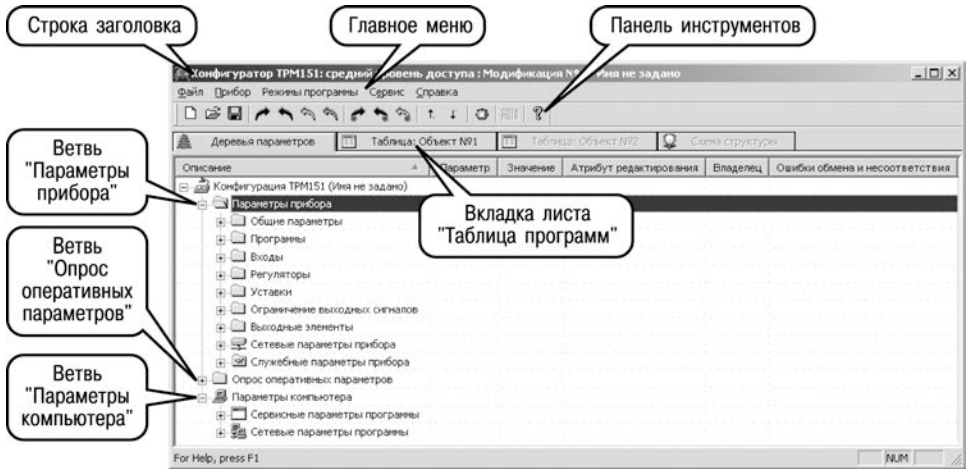 Строка заголовка
Главное меню
Панель инструментов
Конфигуратор ТРМ151: средний уровень доступа : Модификация Имя не задано
Файл Прибор Режимы программы Сервис Справка
Деревья параметров Таблица: Объект №1 Таблица: Объект №2 Схема структуры
Описание Параметр Значение Атрибут редактирования Владелец Ошибки обмена и несоответствия
Ветвь
"Параметры
прибора"
Конфигурация ТРМ151 (Имя не задано)
Параметры прибора
Общие параметры
Программы
Входы
Регуляторы
Уставки
Ограничение выходных сигналов
Выходные элементы
Сетевые параметры прибора
Служебные параметры прибора
Опрос оперативных параметров
Параметры компьютера
Сервисные параметры программы
Сетевые параметры программы
Вкладка листа
"Таблица программ"
Ветвь
"Опрос
оперативных
параметров"
Ветвь
"Параметры
компьютера"
For Help, press F1
NUM